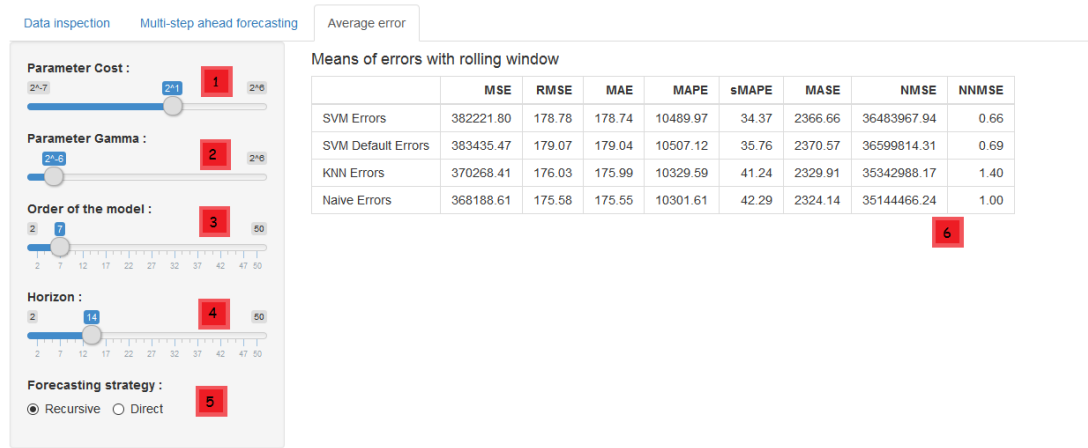 Data inspection Multi-step ahead forecasting Average error
Parameter Cost :
1
2^-7 2^1 2^6
Parameter Gamma :
2
2^-6 2^6
Order of the model :
3
2 7 50
2 7 12 17 22 27 32 37 42 47 50
Horizon :
4
2 14 50
2 7 12 17 22 27 32 37 42 47 50
Forecasting strategy :
5
Recursive Direct
Means of errors with rolling window
MSE RMSE MAE MAPE sMAPE MASE NMSE NNMSE
SVM Errors 382221.80 178.78 178.74 10489.97 34.37 2366.66 36483967.94 0.66
SVM Default Errors 383435.47 179.07 179.04 10507.12 35.76 2370.57 36599814.31 0.69
KNN Errors 370268.41 176.03 175.99 10329.59 41.24 2329.91 35342988.17 1.40
Naive Errors 368188.61 175.58 175.55 10301.61 42.29 2324.14 35144466.24 1.00
6